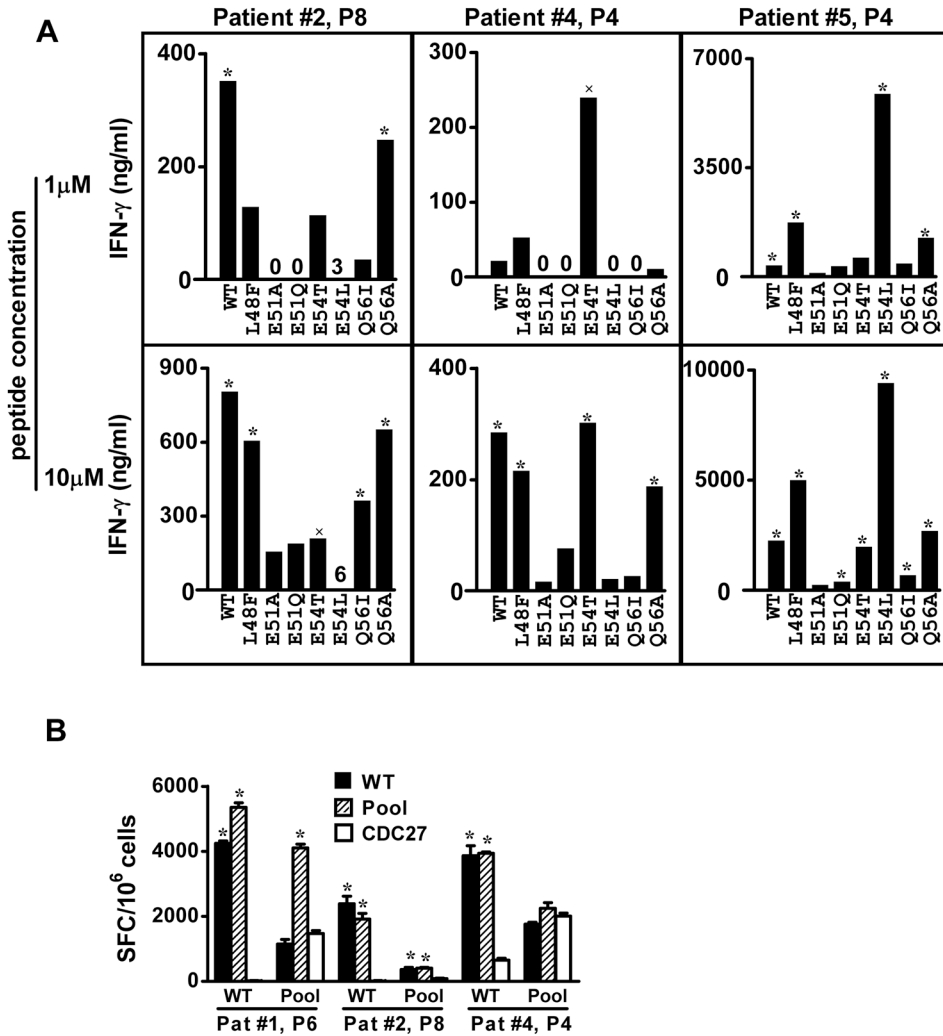 A
Patient #2, P8
Patient #4, P4
Patient #5, P4
peptide concentration
1µM
10µM
IFN-γ (ng/ml)
400
200
0
*
0
0
3
*
WT
L48F
E51A
E51Q
E54T
E54L
Q56I
Q56A
300
200
100
0
×
0
0
0
0
WT
L48F
E51A
E51Q
E54T
E54L
Q56I
Q56A
7000
3500
0
*
*
*
*
WT
L48F
E51A
E51Q
E54T
E54L
Q56I
Q56A
IFN-γ (ng/ml)
900
600
300
0
*
*
×
6
*
*
WT
L48F
E51A
E51Q
E54T
E54L
Q56I
Q56A
400
200
0
*
*
*
*
WT
L48F
E51A
E51Q
E54T
E54L
Q56I
Q56A
10000
5000
0
*
*
*
*
*
*
*
WT
L48F
E51A
E51Q
E54T
E54L
Q56I
Q56A
B
SFC/10⁶ cells
6000
4000
2000
0
WT
Pool
CDC27
*
*
*
*
*
*
*
*
*
WT
Pool
WT
Pool
WT
Pool
Pat #1, P6
Pat #2, P8
Pat #4, P4